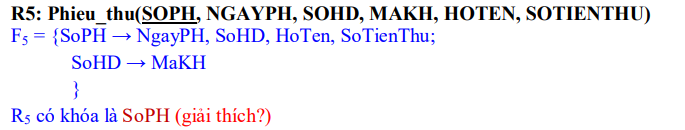 R5: Phieu_thu(SOPH, NGAYPH, SOHD, MAKH, HOTEN, SOTIENTHU)
F5 = {SoPH → NgayPH, SoHD, HoTen, SoTienThu;
SoHD → MaKH
}
R5 có khóa là SoPH (giải thích?)